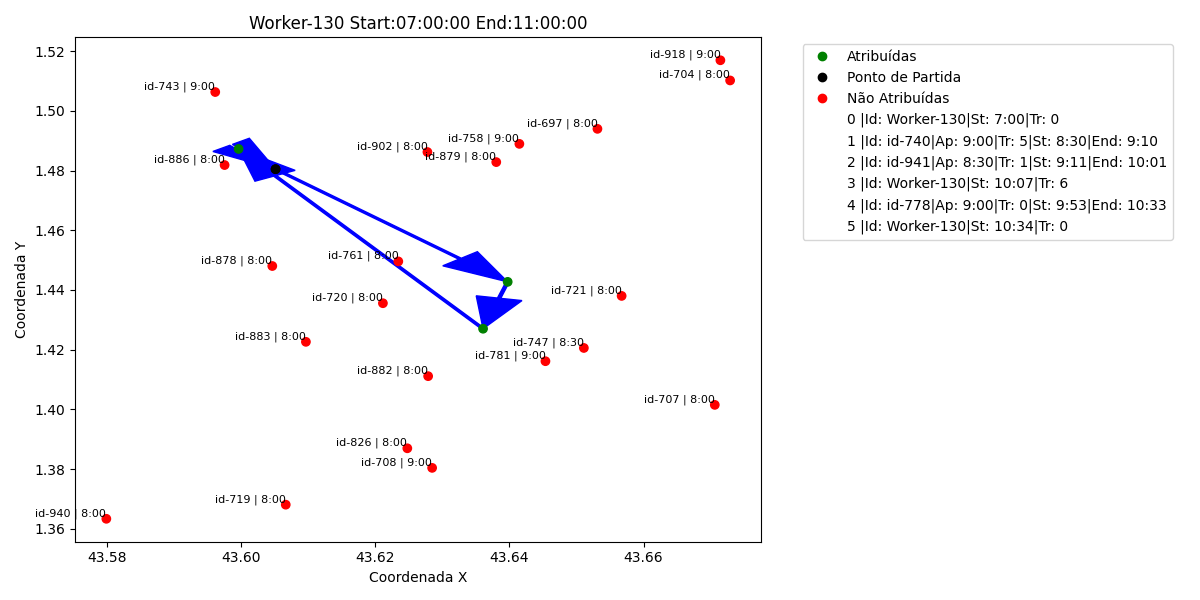 Worker-130 Start:07:00:00 End:11:00:00
Coordenada Y
1.52
1.50
1.48
1.46
1.44
1.42
1.40
1.38
1.36
id-918 | 9:00
id-704 | 8:00
id-743 | 9:00
id-697 | 8:00
id-758 | 9:00
id-902 | 8:00
id-879 | 8:00
id-886 | 8:00
id-761 | 8:00
id-878 | 8:00
id-721 | 8:00
id-720 | 8:00
id-883 | 8:00
id-747 | 8:30
id-781 | 9:00
id-882 | 8:00
id-707 | 8:00
id-826 | 8:00
id-708 | 9:00
id-719 | 8:00
id-940 | 8:00
43.58
43.60
43.62
43.64
43.66
Coordenada X
Atribuídas
Ponto de Partida
Não Atribuídas
0 |Id: Worker-130|St: 7:00|Tr: 0
1 |Id: id-740|Ap: 9:00|Tr: 5|St: 8:30|End: 9:10
2 |Id: id-941|Ap: 8:30|Tr: 1|St: 9:11|End: 10:01
3 |Id: Worker-130|St: 10:07|Tr: 6
4 |Id: id-778|Ap: 9:00|Tr: 0|St: 9:53|End: 10:33
5 |Id: Worker-130|St: 10:34|Tr: 0